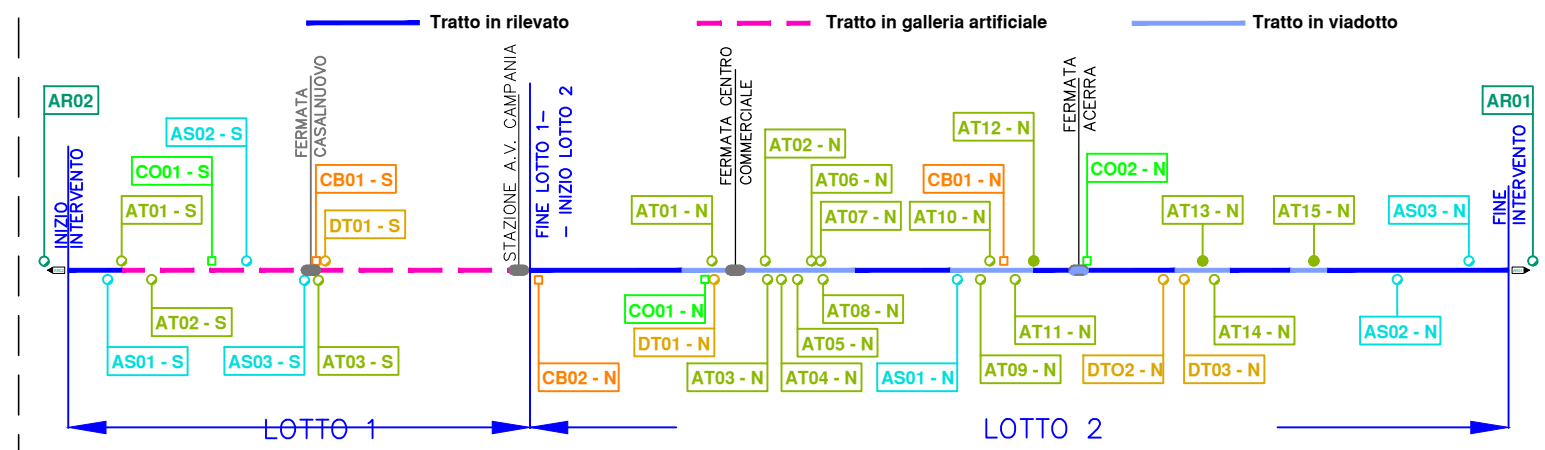 Tratto in rilevato
Tratto in galleria artificiale
Tratto in viadotto
AR02
INIZIO
INTERVENTO
AS02 - S
CO01 - S
AT01 - S
FERMATA
CASALNUOVO
CB01 - S
DT01 - S
STAZIONE A.V. CAMPANIA
FINE LOTTO 1-
- INIZIO LOTTO 2
FERMATA CENTRO
COMMERCIALE
AT01 - N
AT02 - N
AT06 - N
AT07 - N
AT12 - N
CB01 - N
AT10 - N
FERMATA
ACERRA
CO02 - N
AT13 - N
AT15 - N
AS03 - N
AR01
FINE
INTERVENTO
AT02 - S
AS01 - S
AS03 - S
AT03 - S
CB02 - N
CO01 - N
DT01 - N
AT03 - N
AT08 - N
AT05 - N
AT04 - N
AS01 - N
AT11 - N
AT09 - N
DTO2 - N
AT14 - N
DT03 - N
AS02 - N
LOTTO 1
LOTTO 2